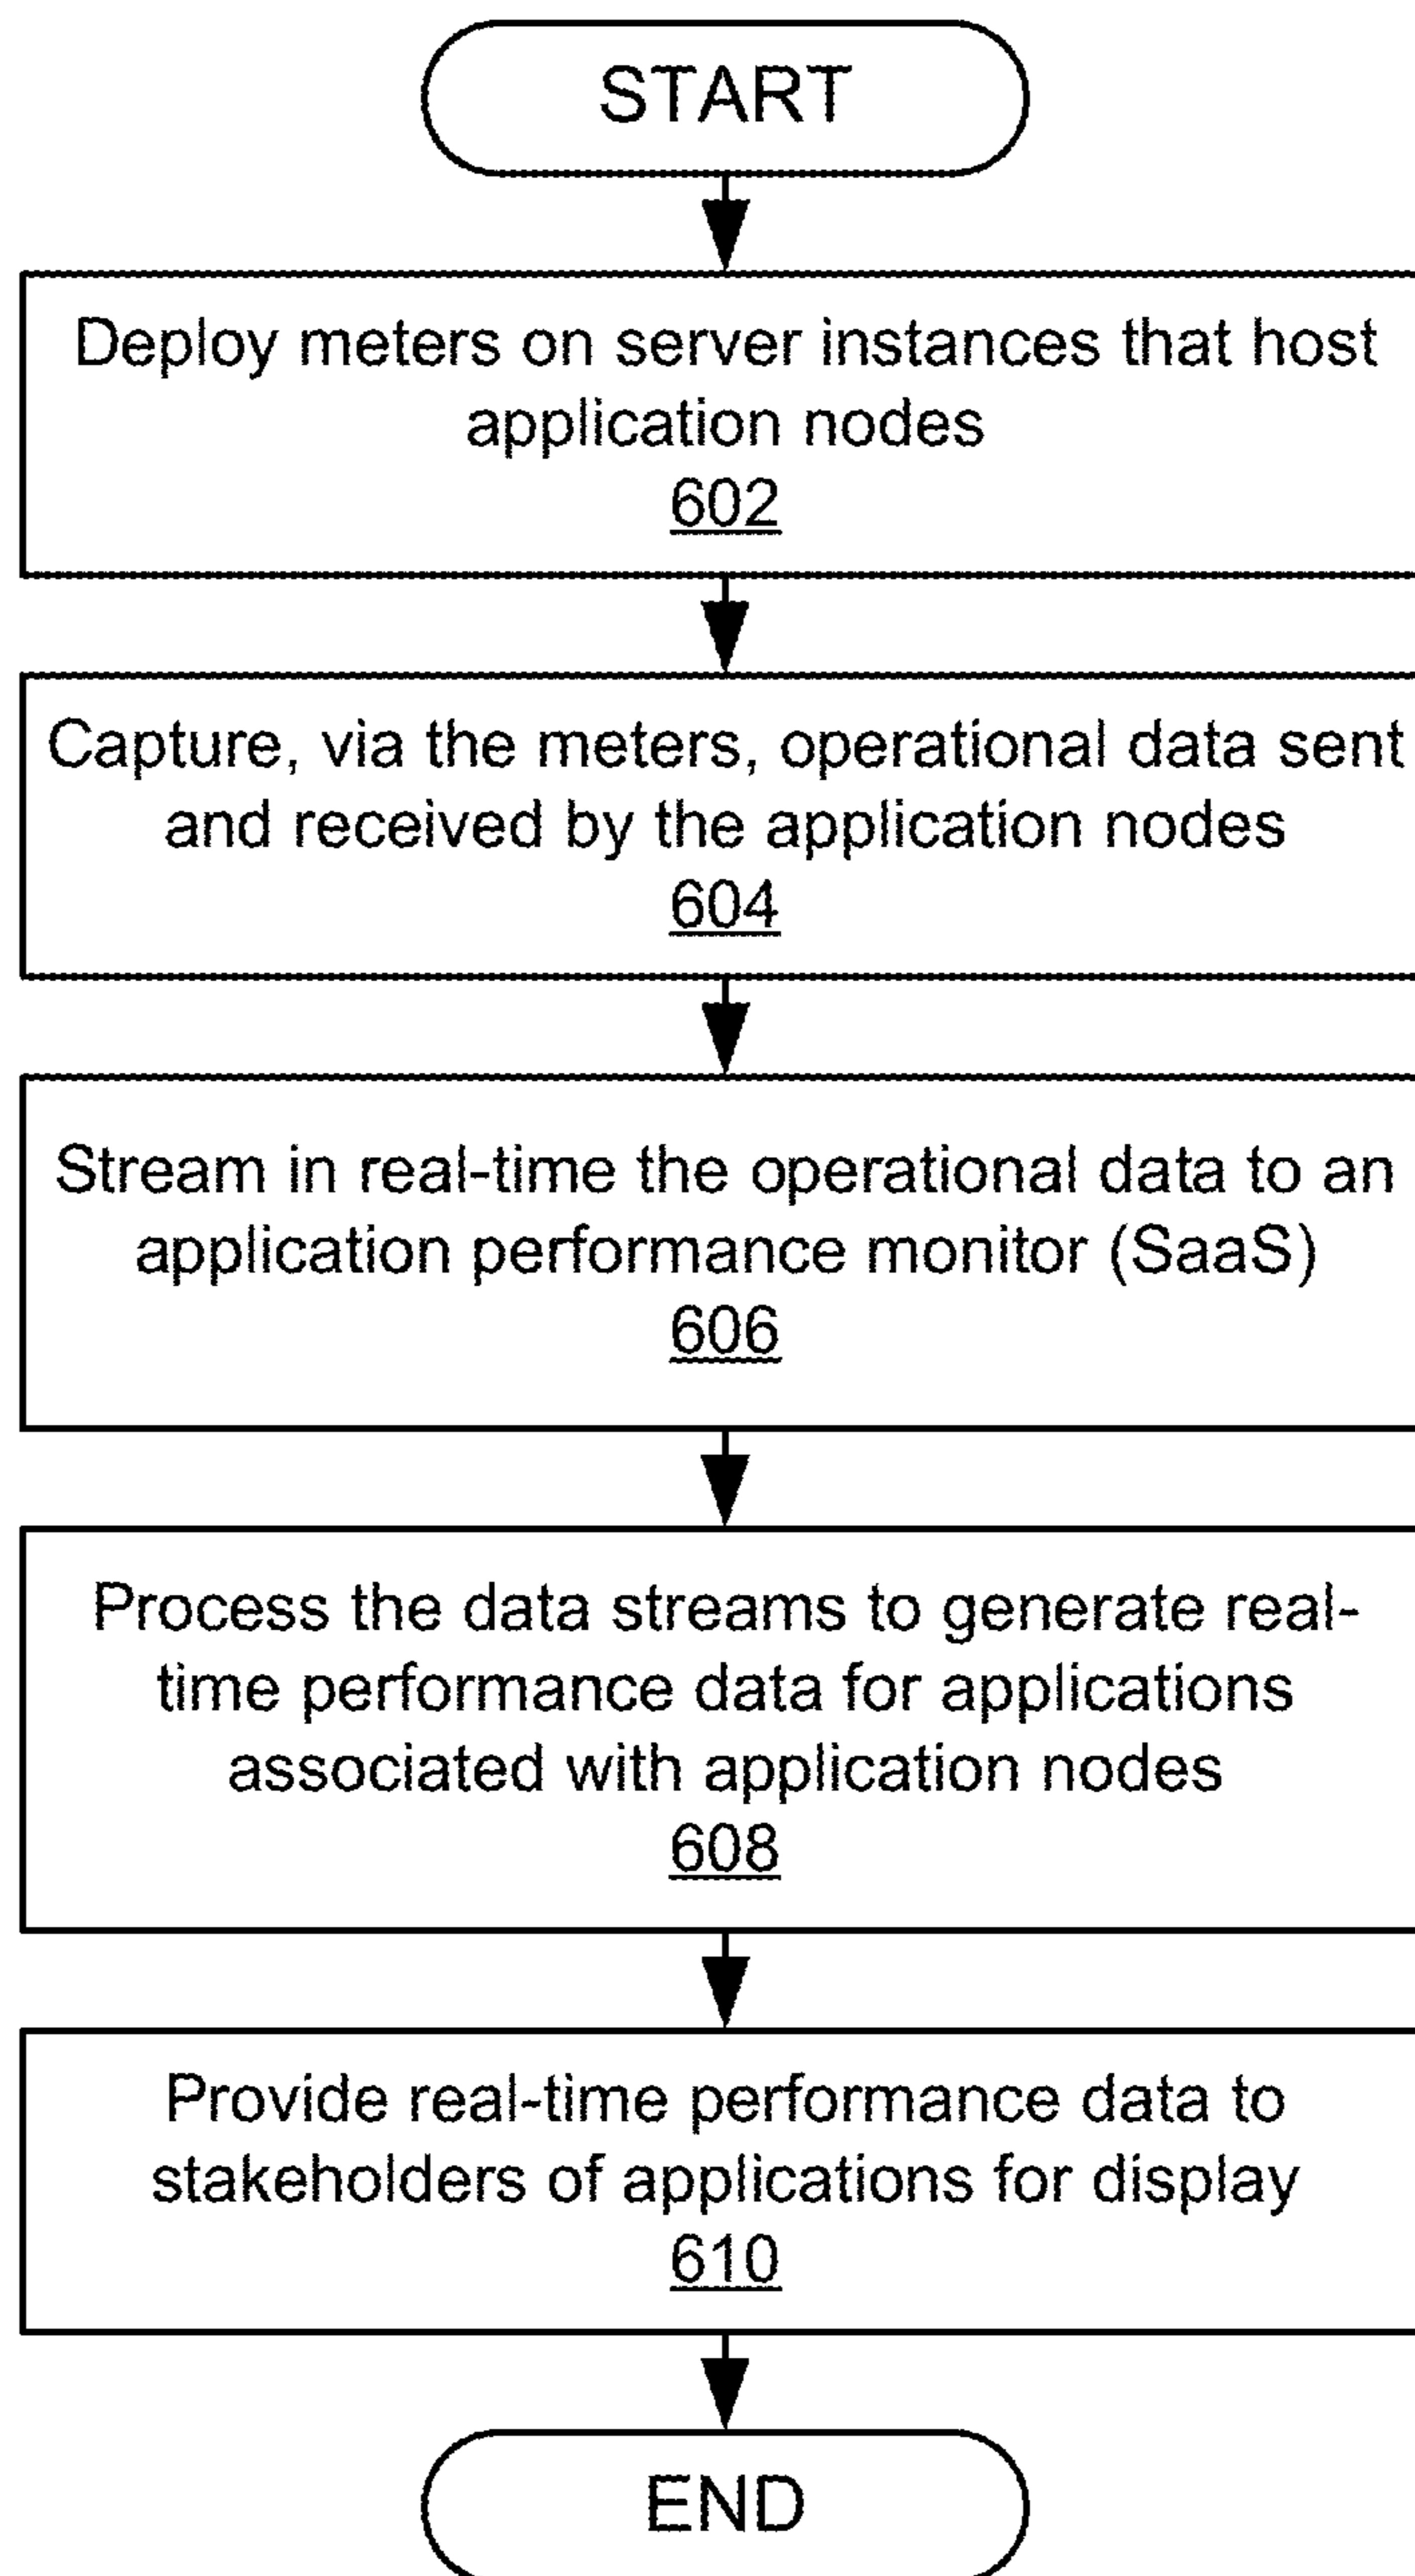 START
Deploy meters on server instances that host
application nodes
602
Capture, via the meters, operational data sent
and received by the application nodes
604
Stream in real-time the operational data to an
application performance monitor (SaaS)
606
Process the data streams to generate real-
time performance data for applications
associated with application nodes
608
Provide real-time performance data to
stakeholders of applications for display
610
END